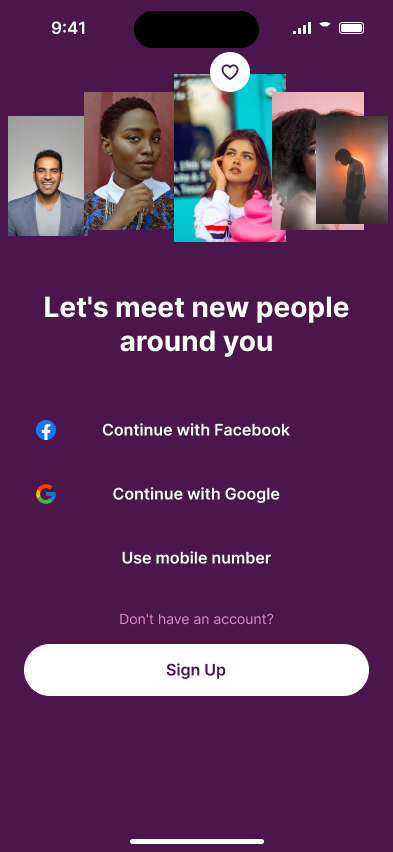 9:41
Let's meet new people
around you
Continue with Facebook
Continue with Google
Use mobile number
Don't have an account?
Sign Up